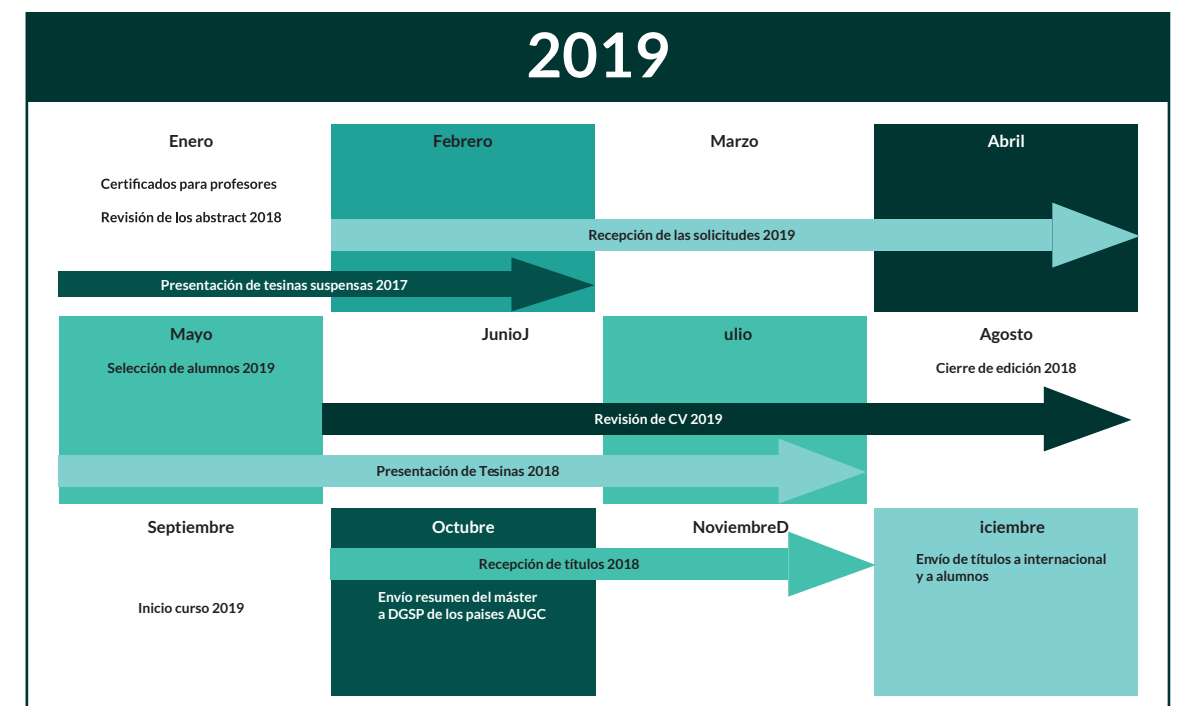 2019
Enero
Febrero
Marzo
Abril
Certificados para profesores
Revisión de los abstract 2018
Recepción de las solicitudes 2019
Presentación de tesinas suspensas 2017
Mayo
JunioJ
ulio
Agosto
Selección de alumnos 2019
Cierre de edición 2018
Revisión de CV 2019
Presentación de Tesinas 2018
Septiembre
Octubre
NoviembreD
iciembre
Recepción de títulos 2018
Envío de títulos a internacional
y a alumnos
Inicio curso 2019
Envío resumen del máster
a DGSP de los paises AUGC